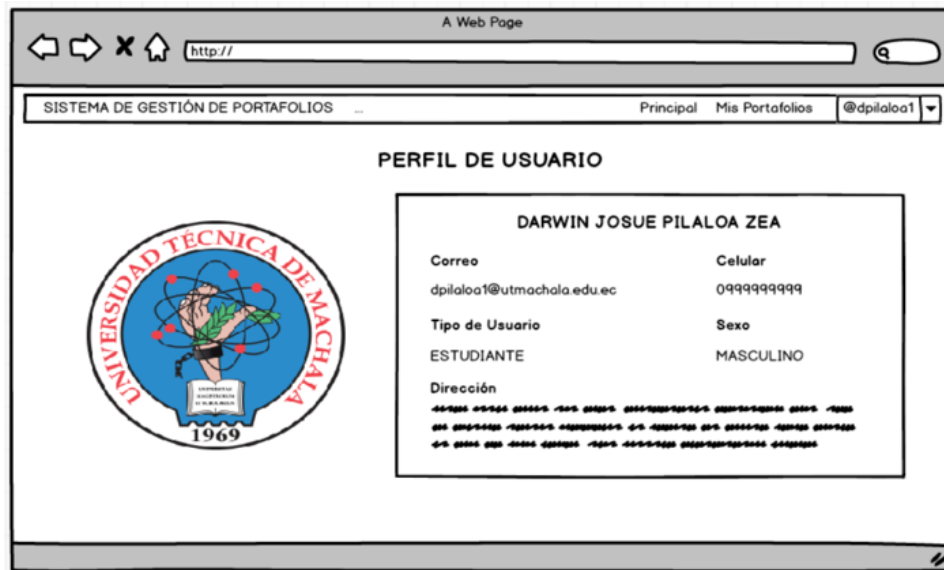 A Web Page
http://
SISTEMA DE GESTIÓN DE PORTAFOLIOS ... Principal Mis Portafolios @dpilaloa1
PERFIL DE USUARIO
UNIVERSIDAD TÉCNICA DE MACHALA
1969
DARWIN JOSUE PILALOA ZEA
Correo Celular
dpilaloa1@utmachala.edu.ec 0999999999
Tipo de Usuario Sexo
ESTUDIANTE MASCULINO
Dirección